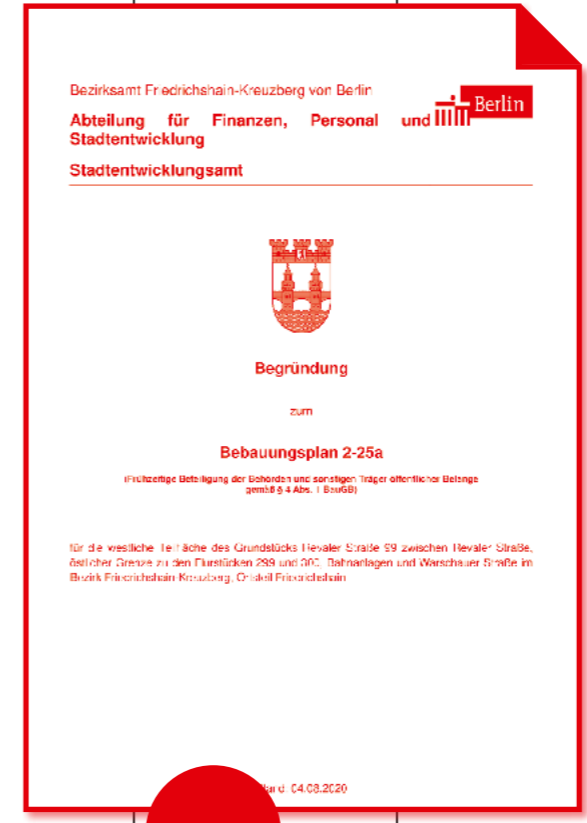 Bezirksamt Friedrichshain-Kreuzberg von Berlin
Berlin
Abteilung für Finanzen, Personal und
Stadtentwicklung
Stadtentwicklungsamt
Begründung
zum
Bebauungsplan 2-25a
(Frühzeitige Beteiligung der Behörden und sonstigen Träger öffentlicher Belange
gemäß § 4 Abs. 1 BauGB)
für die westliche Teilfläche des Grundstücks Revaler Straße 99 zwischen Revaler Straße,
östlicher Grenze zu den Flurstücken 299 und 300, Bahnanlagen und Warschauer Straße im
Bezirk Friedrichshain-Kreuzberg, Ortsteil Friedrichshain
04.08.2020